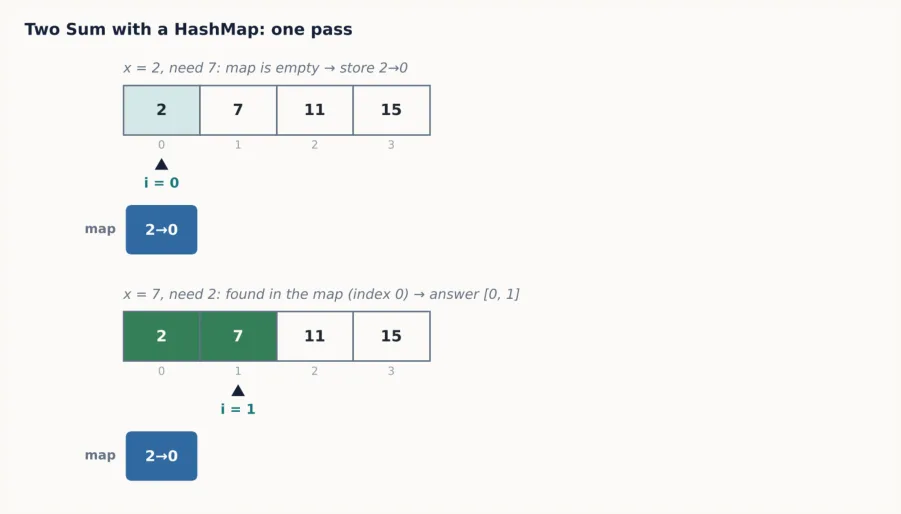 Two Sum with a HashMap: one pass
x = 2, need 7: map is empty → store 2→0
2 7 11 15
0 1 2 3
i = 0
map 2→0
x = 7, need 2: found in the map (index 0) → answer [0, 1]
2 7 11 15
0 1 2 3
i = 1
map 2→0